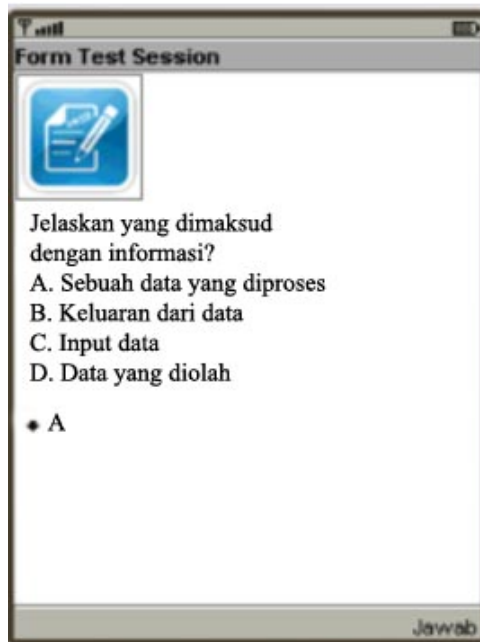 Form Test Session
Jelaskan yang dimaksud
dengan informasi?
A. Sebuah data yang diproses
B. Keluaran dari data
C. Input data
D. Data yang diolah
A
Jawab